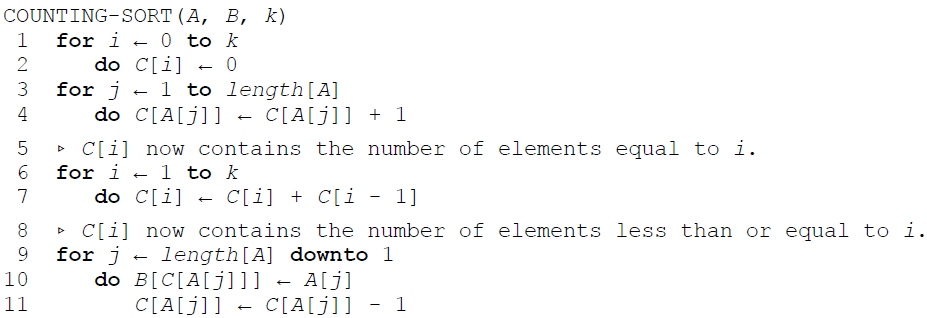 COUNTING-SORT(A, B, k)
1 for i ← 0 to k
2 do C[i] ← 0
3 for j ← 1 to length[A]
4 do C[A[j]] ← C[A[j]] + 1
5 ▹ C[i] now contains the number of elements equal to i.
6 for i ← 1 to k
7 do C[i] ← C[i] + C[i - 1]
8 ▹ C[i] now contains the number of elements less than or equal to i.
9 for j ← length[A] downto 1
10 do B[C[A[j]]] ← A[j]
11 C[A[j]] ← C[A[j]] - 1